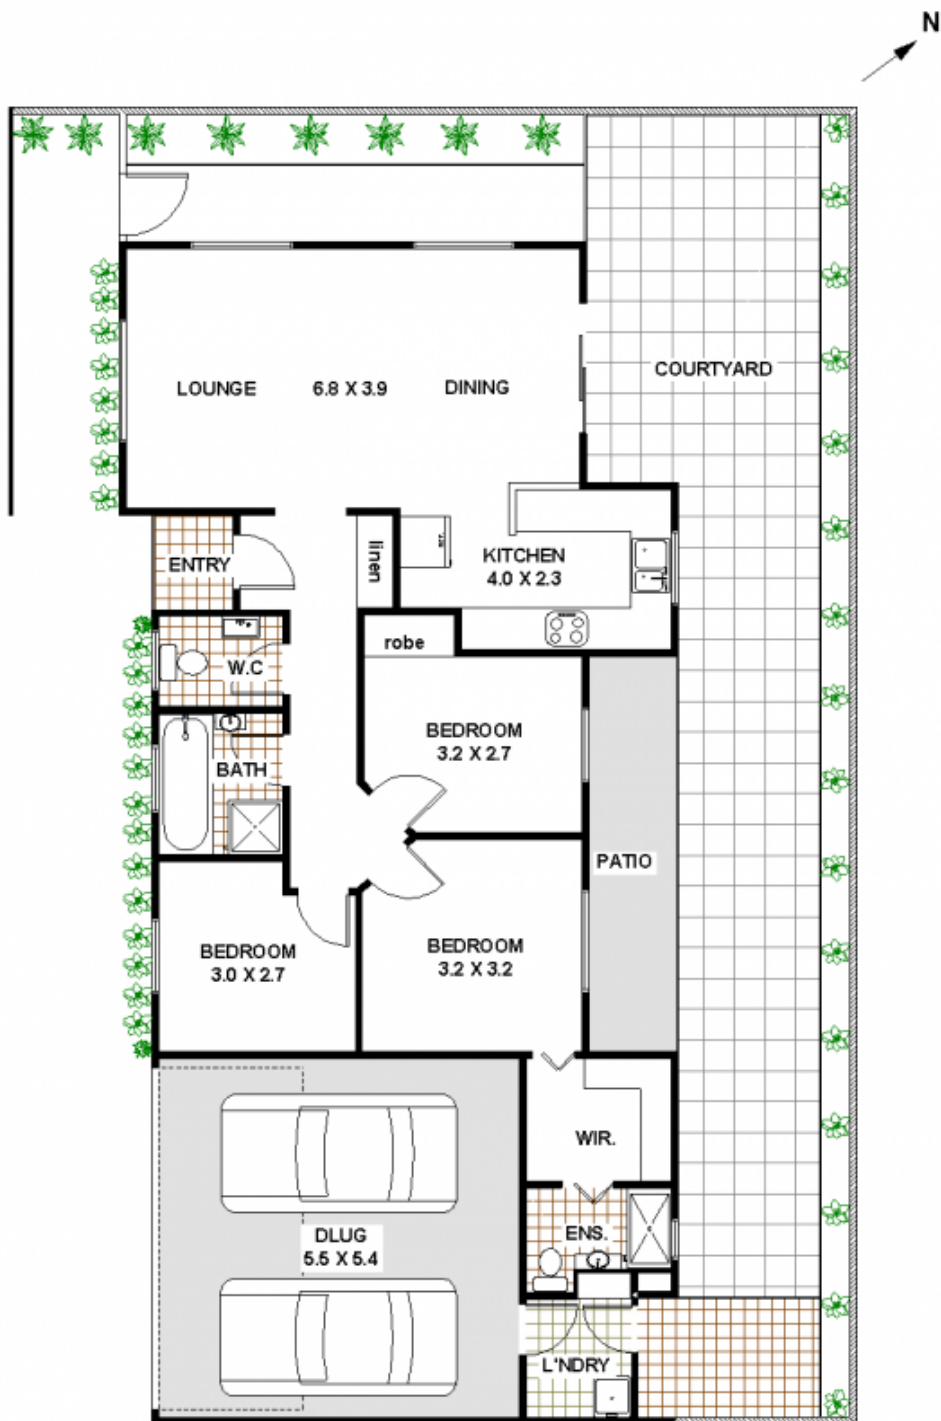 N
COURTYARD
LOUNGE 6.8 X 3.9 DINING
ENTRY
linen
KITCHEN
4.0 X 2.3
robe
W.C
BEDROOM
3.2 X 2.7
BATH
PATIO
BEDROOM
3.0 X 2.7
BEDROOM
3.2 X 3.2
WIR.
ENS.
DLUG
5.5 X 5.4
L'NDRY